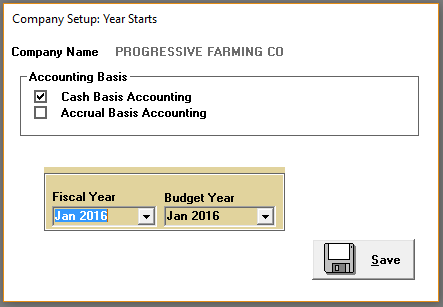 Company Setup: Year Starts
Company Name PROGRESSIVE FARMING CO
Accounting Basis
Cash Basis Accounting
Accrual Basis Accounting
Fiscal Year Budget Year
Jan 2016 Jan 2016
Save